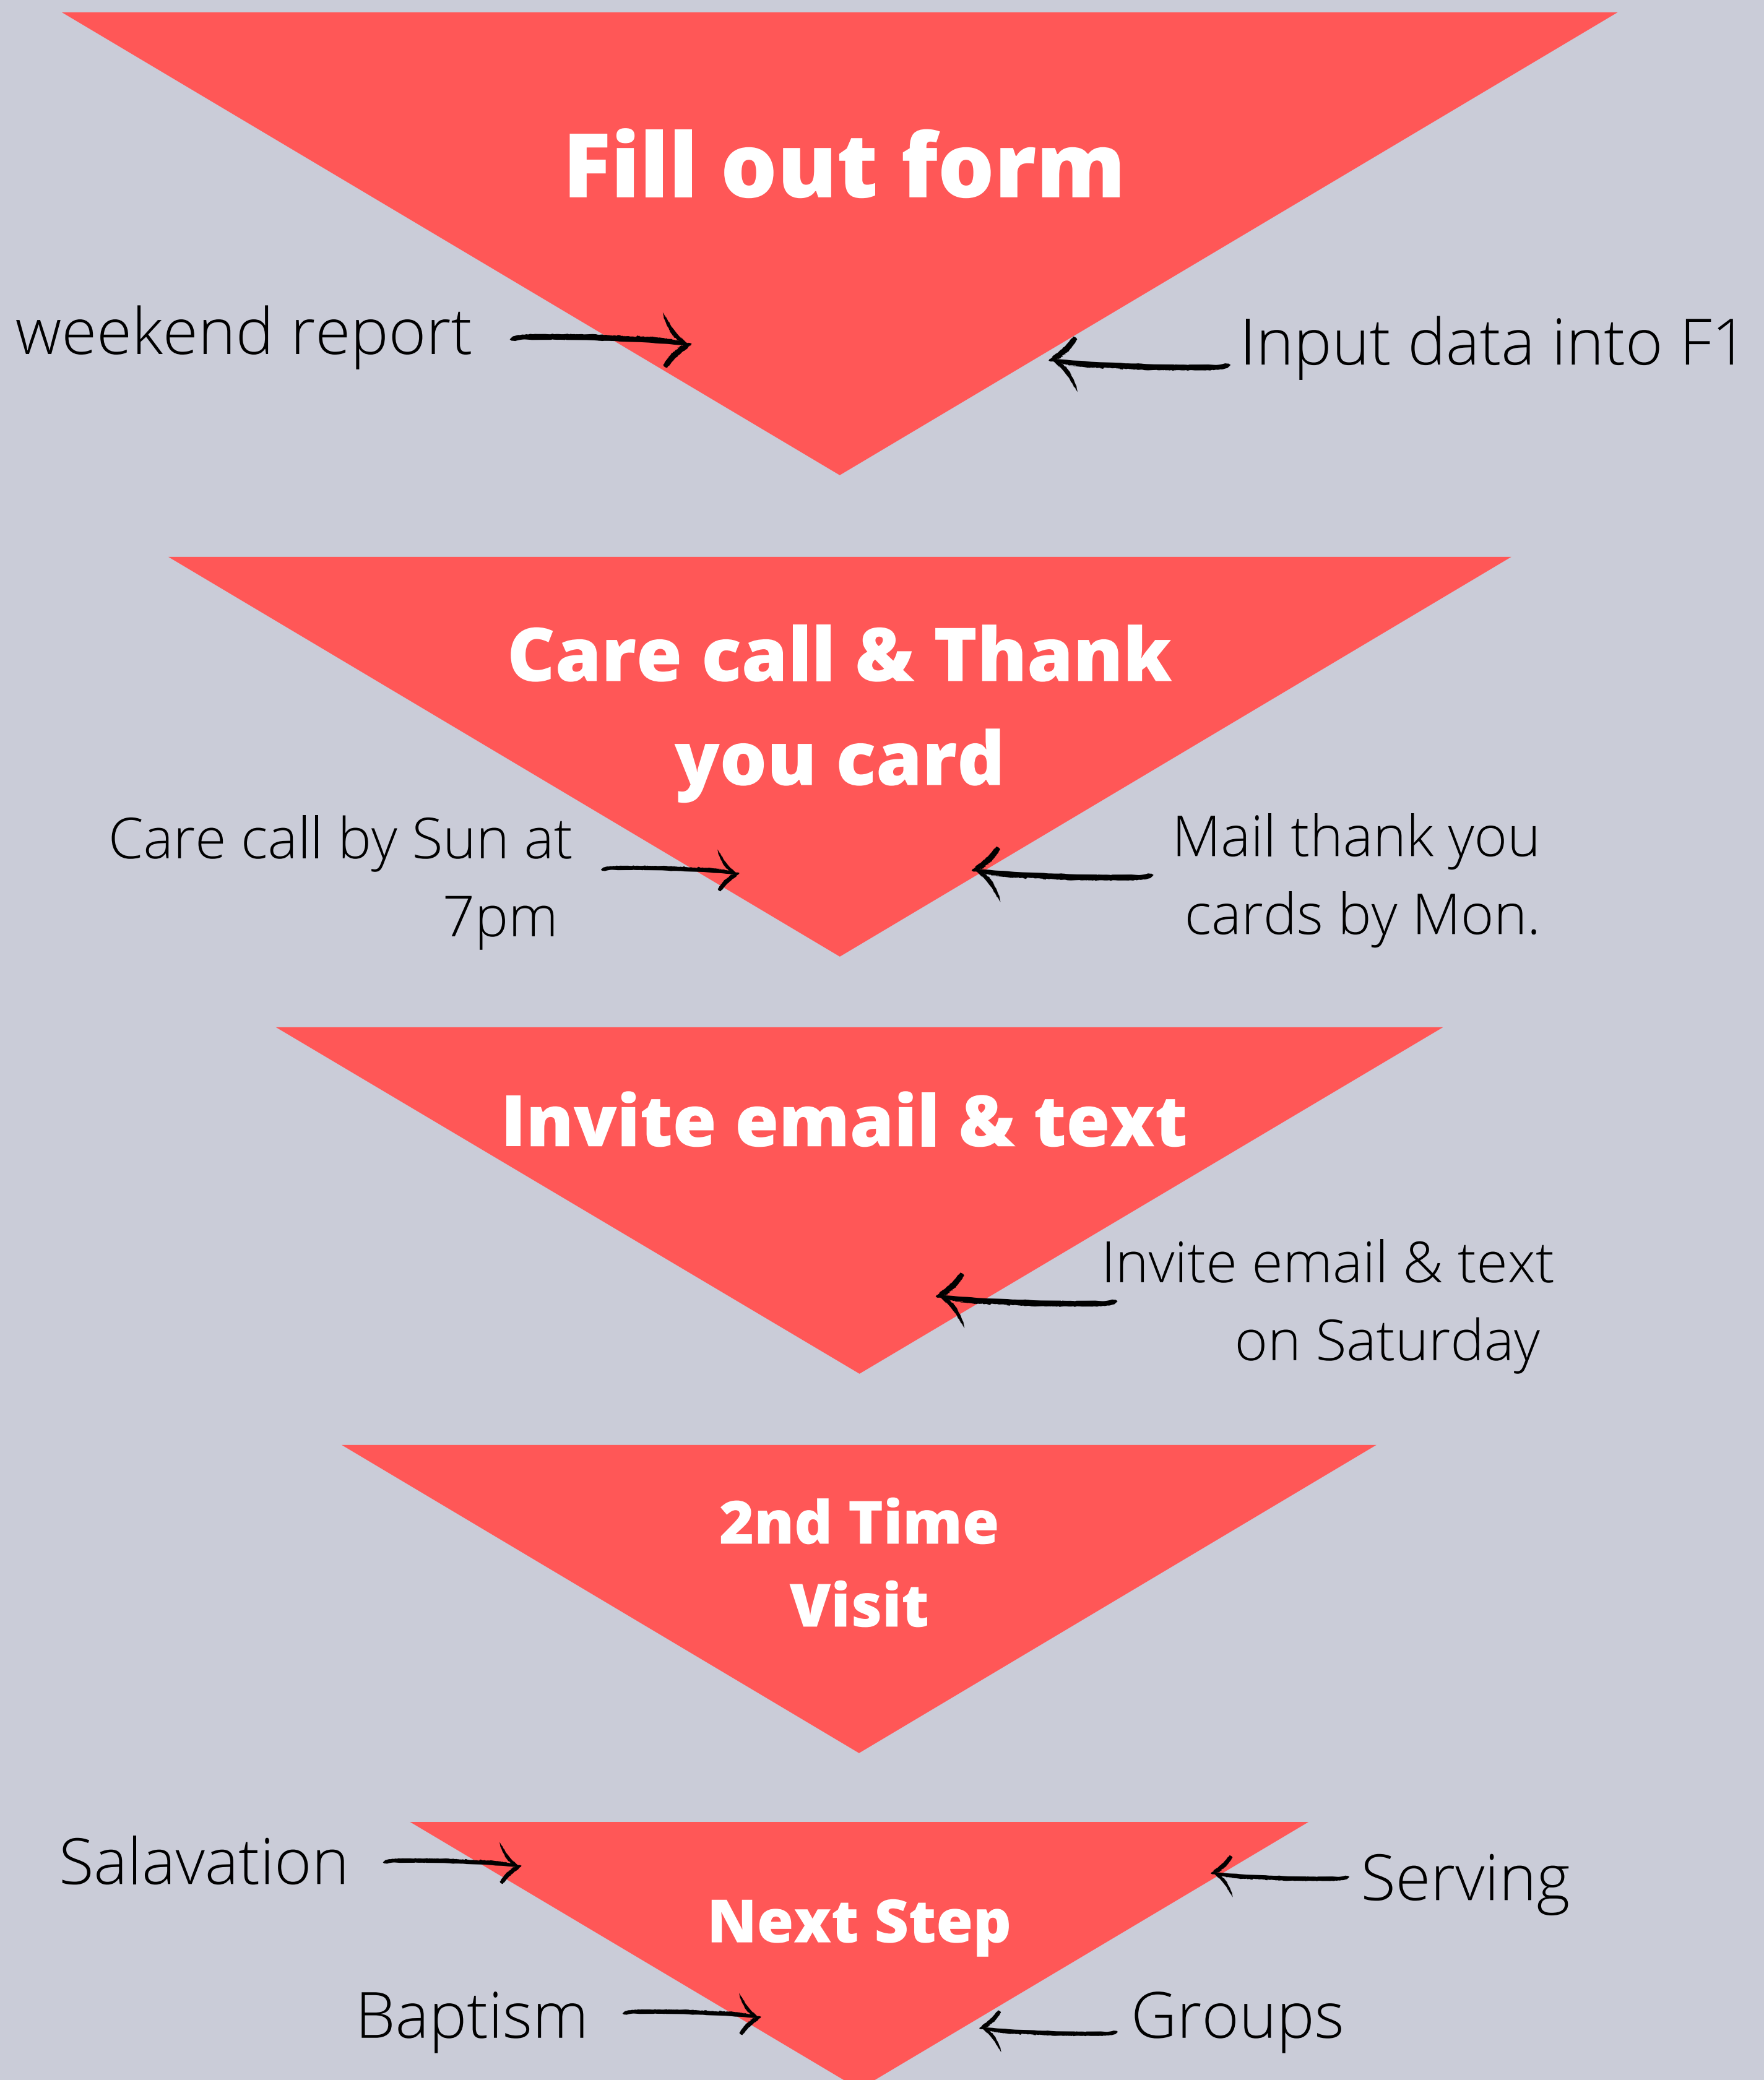 Fill out form
weekend report
Input data into F1
Care call & Thank
you card
Care call by Sun at
7pm
Mail thank you
cards by Mon.
Invite email & text
Invite email & text
on Saturday
2nd Time
Visit
Salavation
Serving
Next Step
Baptism
Groups